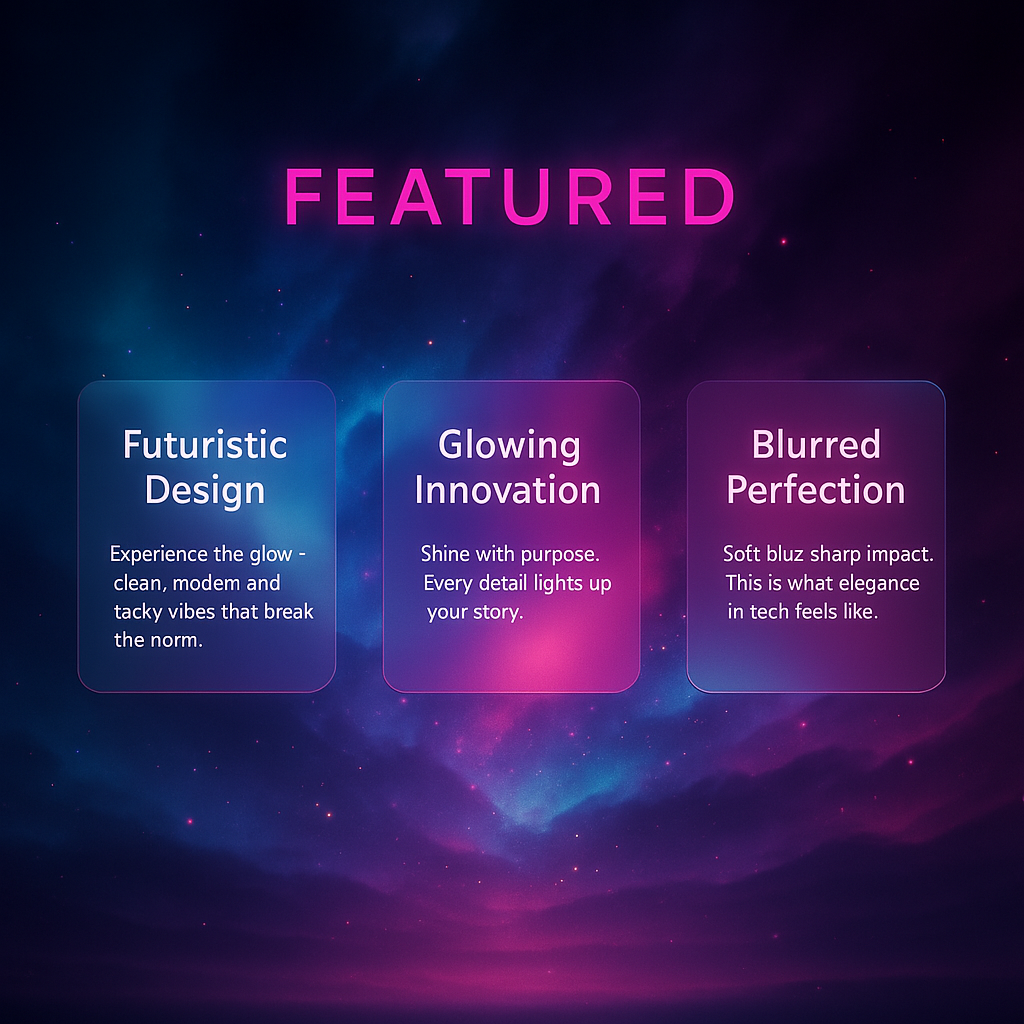 FEATURED
Futuristic
Design
Experience the glow -
clean, modem and
tacky vibes that break
the norm.
Glowing
Innovation
Shine with purpose.
Every detail lights up
your story.
Blurred
Perfection
Soft bluz sharp impact.
This is what elegance
in tech feels like.